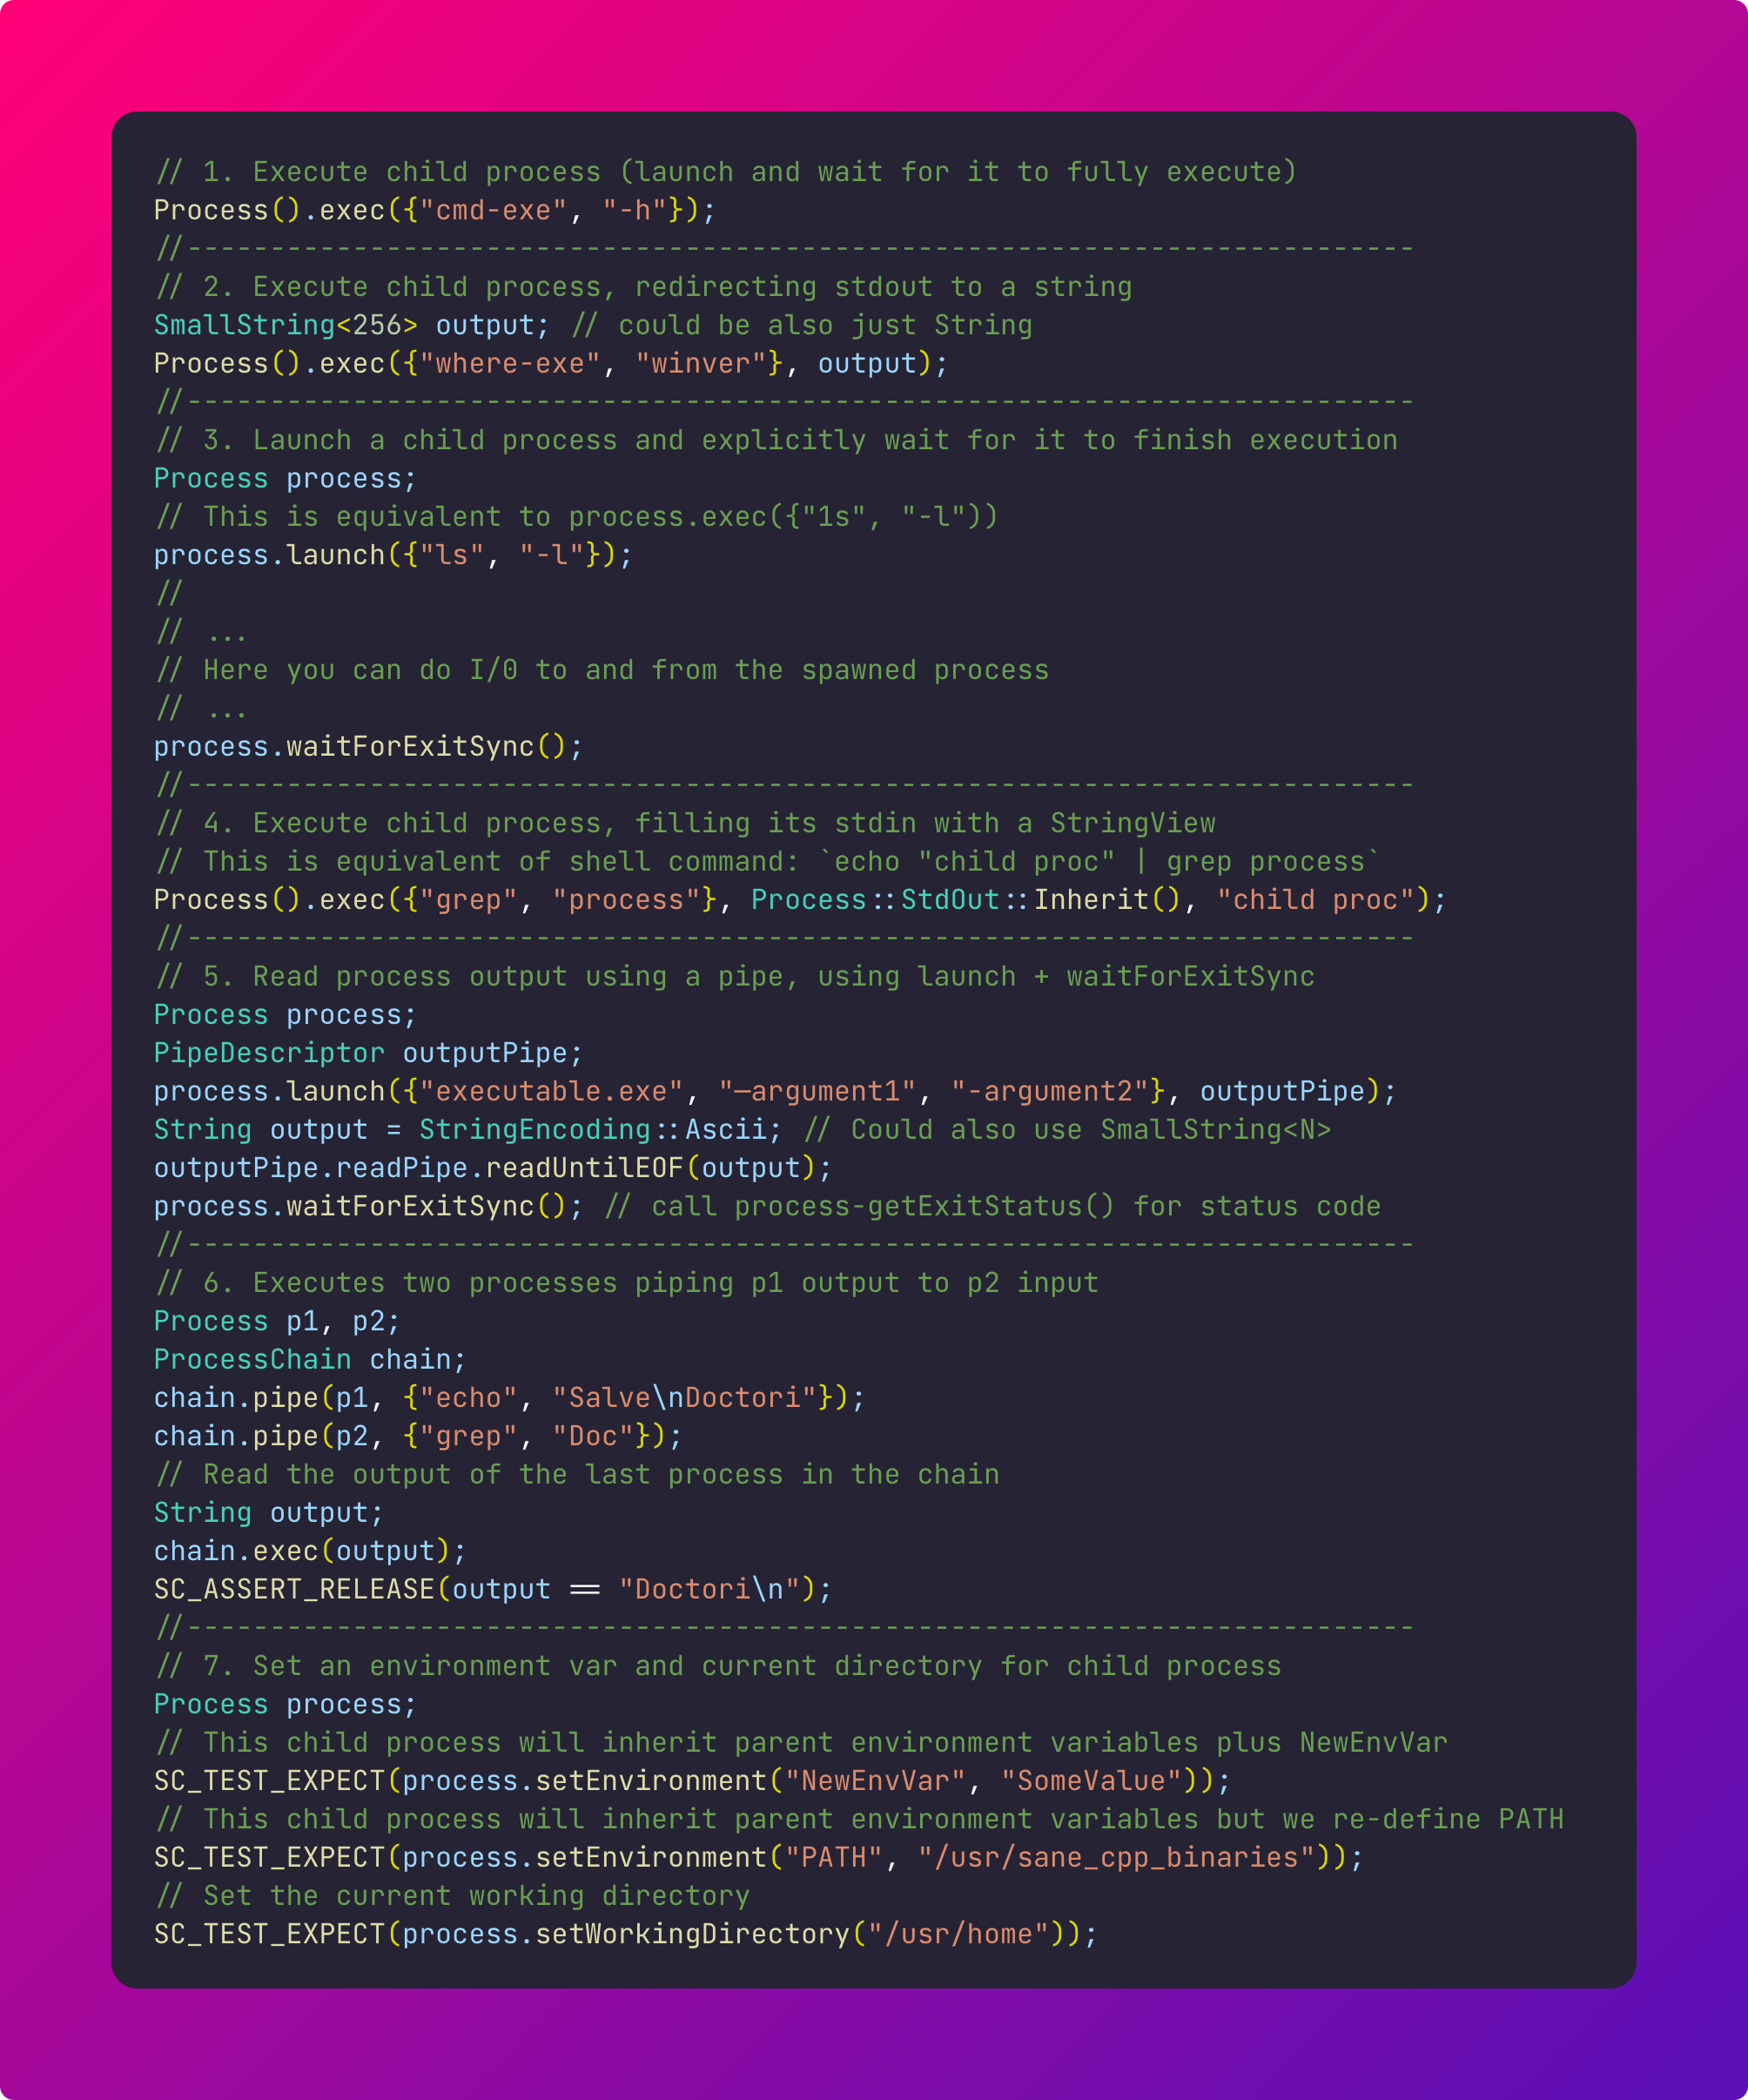 // 1. Execute child process (launch and wait for it to fully execute)
Process().exec({"cmd-exe", "-h"});
//--------------------------------------------------------------------------
// 2. Execute child process, redirecting stdout to a string
SmallString<256> output; // could be also just String
Process().exec({"where-exe", "winver"}, output);
//--------------------------------------------------------------------------
// 3. Launch a child process and explicitly wait for it to finish execution
Process process;
// This is equivalent to process.exec({"1s", "-l"))
process.launch({"ls", "-l"});
//
// ...
// Here you can do I/0 to and from the spawned process
// ...
process.waitForExitSync();
//--------------------------------------------------------------------------
// 4. Execute child process, filling its stdin with a StringView
// This is equivalent of shell command: `echo "child proc" | grep process`
Process().exec({"grep", "process"}, Process::StdOut::Inherit(), "child proc");
//--------------------------------------------------------------------------
// 5. Read process output using a pipe, using launch + waitForExitSync
Process process;
PipeDescriptor outputPipe;
process.launch({"executable.exe", "—argument1", "-argument2"}, outputPipe);
String output = StringEncoding::Ascii; // Could also use SmallString<N>
outputPipe.readPipe.readUntilEOF(output);
process.waitForExitSync(); // call process-getExitStatus() for status code
//--------------------------------------------------------------------------
// 6. Executes two processes piping p1 output to p2 input
Process p1, p2;
ProcessChain chain;
chain.pipe(p1, {"echo", "Salve\nDoctori"});
chain.pipe(p2, {"grep", "Doc"});
// Read the output of the last process in the chain
String output;
chain.exec(output);
SC_ASSERT_RELEASE(output == "Doctori\n");
//--------------------------------------------------------------------------
// 7. Set an environment var and current directory for child process
Process process;
// This child process will inherit parent environment variables plus NewEnvVar
SC_TEST_EXPECT(process.setEnvironment("NewEnvVar", "SomeValue"));
// This child process will inherit parent environment variables but we re-define PATH
SC_TEST_EXPECT(process.setEnvironment("PATH", "/usr/sane_cpp_binaries"));
// Set the current working directory
SC_TEST_EXPECT(process.setWorkingDirectory("/usr/home"));